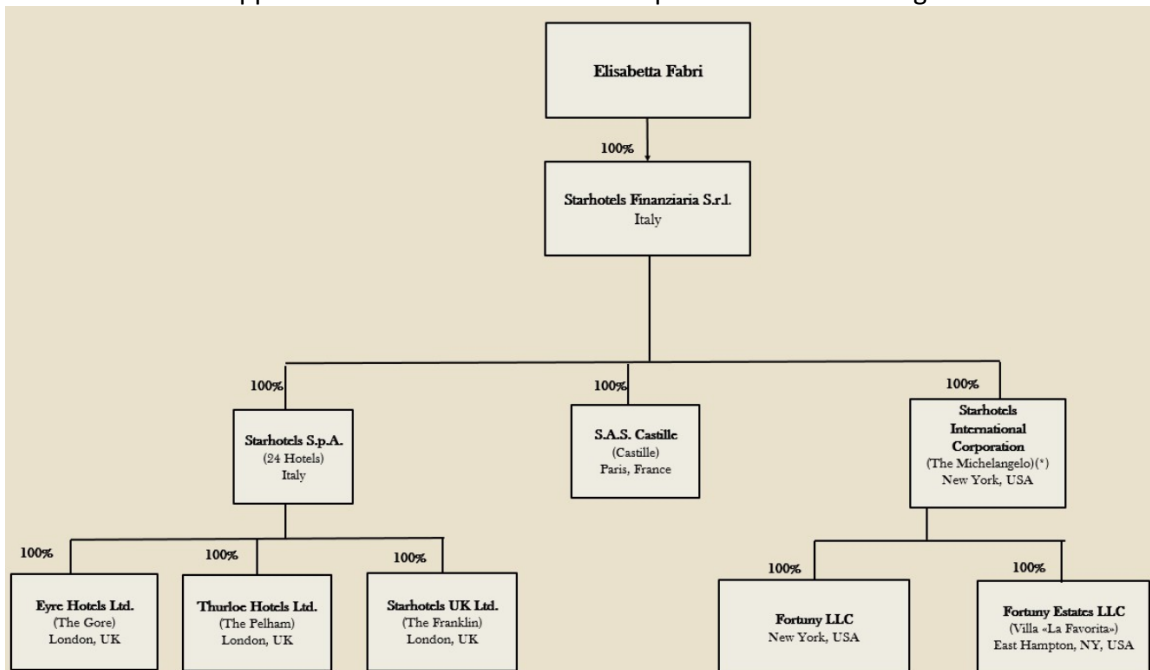 Elisabetta Fabri
100%
Starhotels Finanziaria S.r.l.
Italy
100%
100%
100%
Starhotels S.p.A.
(24 Hotels)
Italy
S.A.S. Castille
(Castille)
Paris, France
Starhotels
International
Corporation
(The Michelangelo)(*)
New York, USA
100%
100%
100%
100%
100%
Eyre Hotels Ltd.
(The Gore)
London, UK
Thurloe Hotels Ltd.
(The Pelham)
London, UK
Starhotels UK Ltd.
(The Franklin)
London, UK
Fortuny LLC
New York, USA
Fortuny Estates LLC
(Villa «La Favorita»)
East Hampton, NY, USA